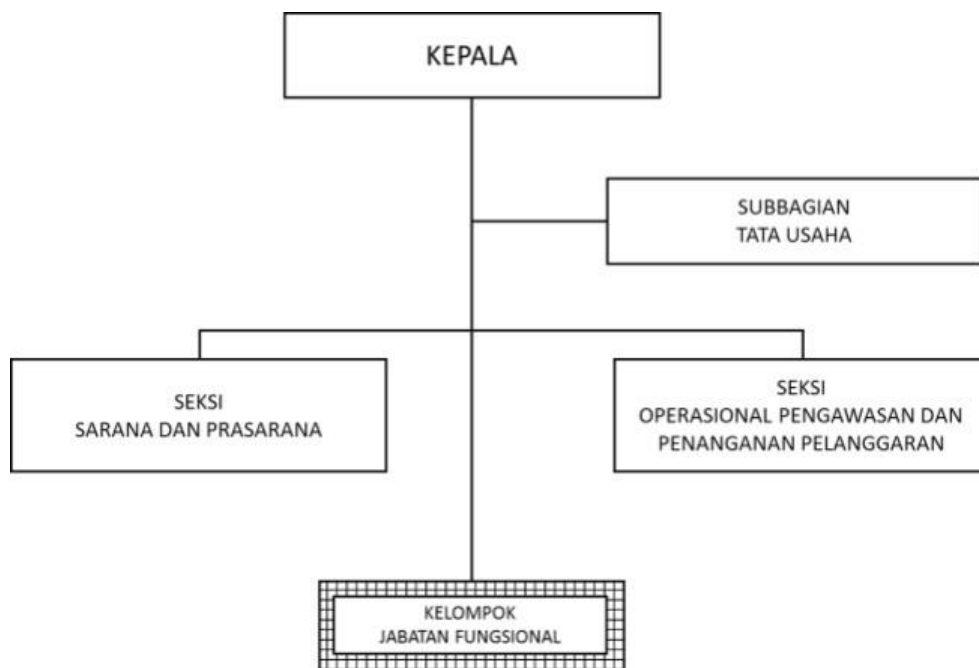 KEPALA
SUBBAGIAN
TATA USAHA
SEKSI
SARANA DAN PRASARANA
SEKSI
OPERASIONAL PENGAWASAN DAN
PENANGANAN PELANGGARAN
KELOMPOK
JABATAN FUNGSIONAL